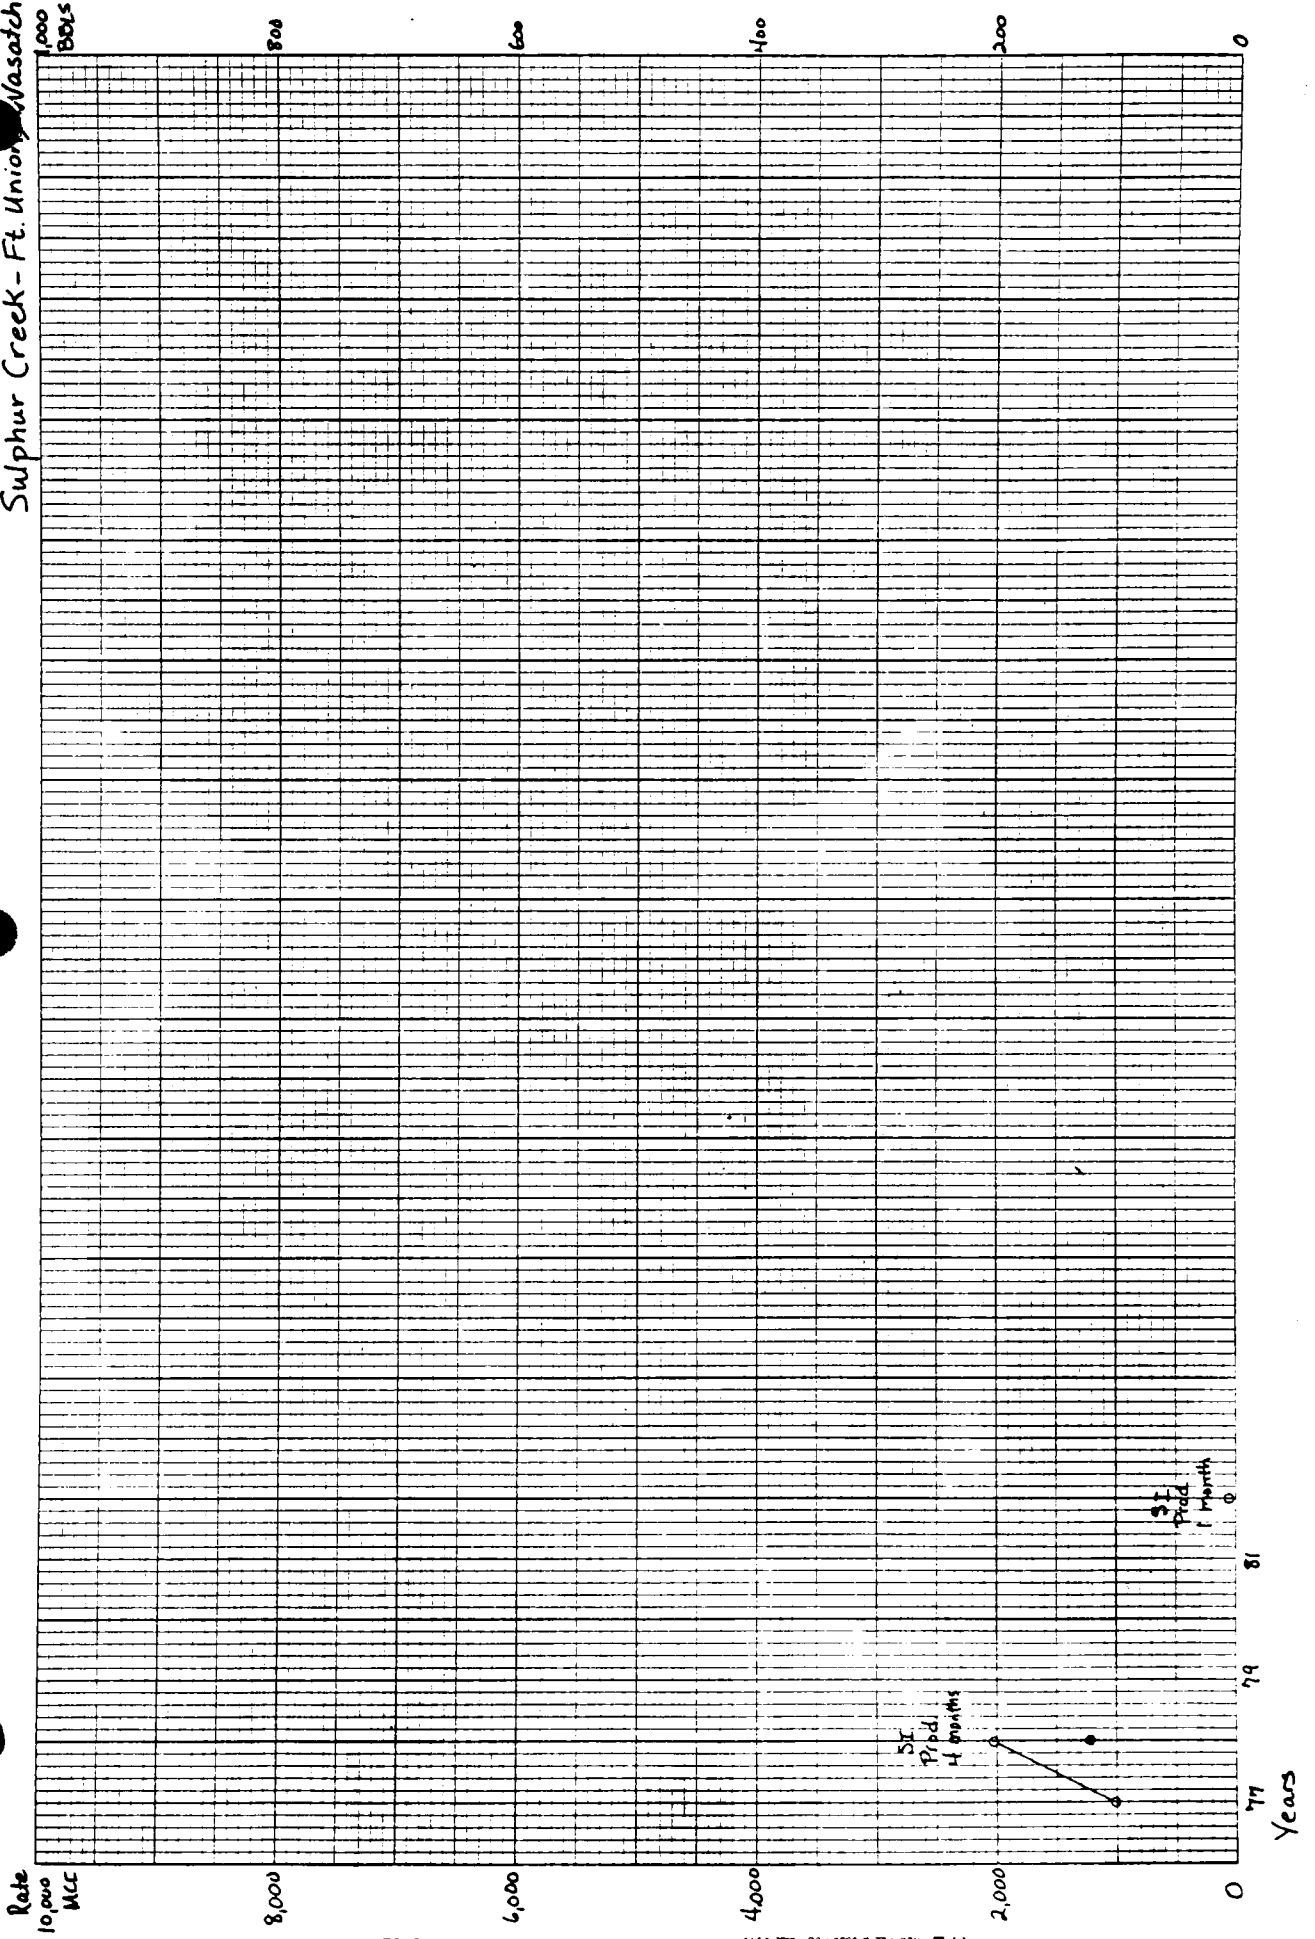 Sulphur Creek - Ft. Union, Wasatch
Rate
10,000
MCF
8,000
6,000
4,000
2,000
0
1,000
BBLS
800
600
400
200
0
SI
Prod.
4 months
SI
Prod
1 month
77
79
81
Years